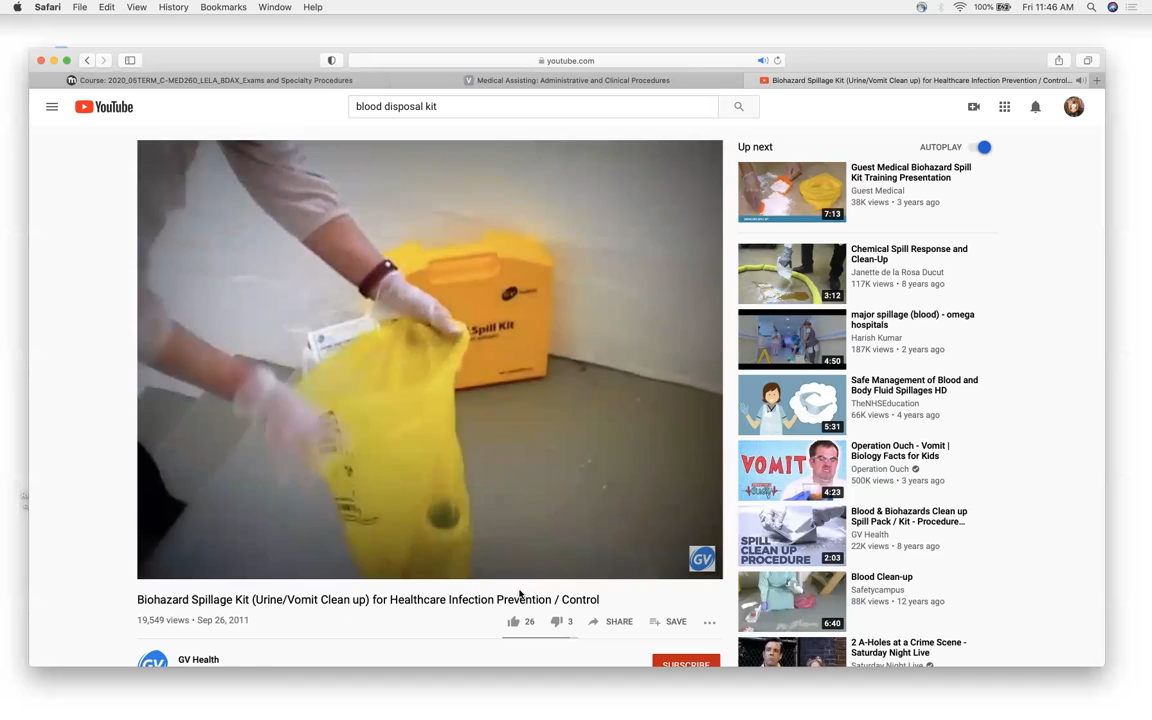 Safari File Edit View History Bookmarks Window Help
100% Fri 11:46 AM
youtube.com
Course: 2020_05TERM_C-MED260_LELA_8DAX_Exams and Specialty Procedures
Medical Assisting: Administrative and Clinical Procedures
Biohazard Spillage Kit (Urine/Vomit Clean up) for Healthcare Infection Prevention / Control...
YouTube
blood disposal kit
GV
Spill Kit
GV
Biohazard Spillage Kit (Urine/Vomit Clean up) for Healthcare Infection Prevention / Control
19,549 views • Sep 26, 2011
26
3
SHARE
SAVE
GV
GV Health
SUBSCRIBE
Up next
AUTOPLAY
7:13
Guest Medical Biohazard Spill
Kit Training Presentation
Guest Medical
38K views • 3 years ago
3:12
Chemical Spill Response and
Clean-Up
Janette de la Rosa Ducut
117K views • 8 years ago
4:50
major spillage (blood) - omega
hospitals
Harish Kumar
187K views • 2 years ago
5:31
Safe Management of Blood and
Body Fluid Spillages HD
TheNHSEducation
66K views • 4 years ago
VOMIT
4:23
Operation Ouch - Vomit |
Biology Facts for Kids
Operation Ouch
500K views • 3 years ago
SPILL
CLEAN UP
PROCEDURE
2:03
Blood & Biohazards Clean up
Spill Pack / Kit - Procedure...
GV Health
22K views • 8 years ago
6:40
Blood Clean-up
Safetycampus
88K views • 12 years ago
2 A-Holes at a Crime Scene -
Saturday Night Live
Saturday Night Live